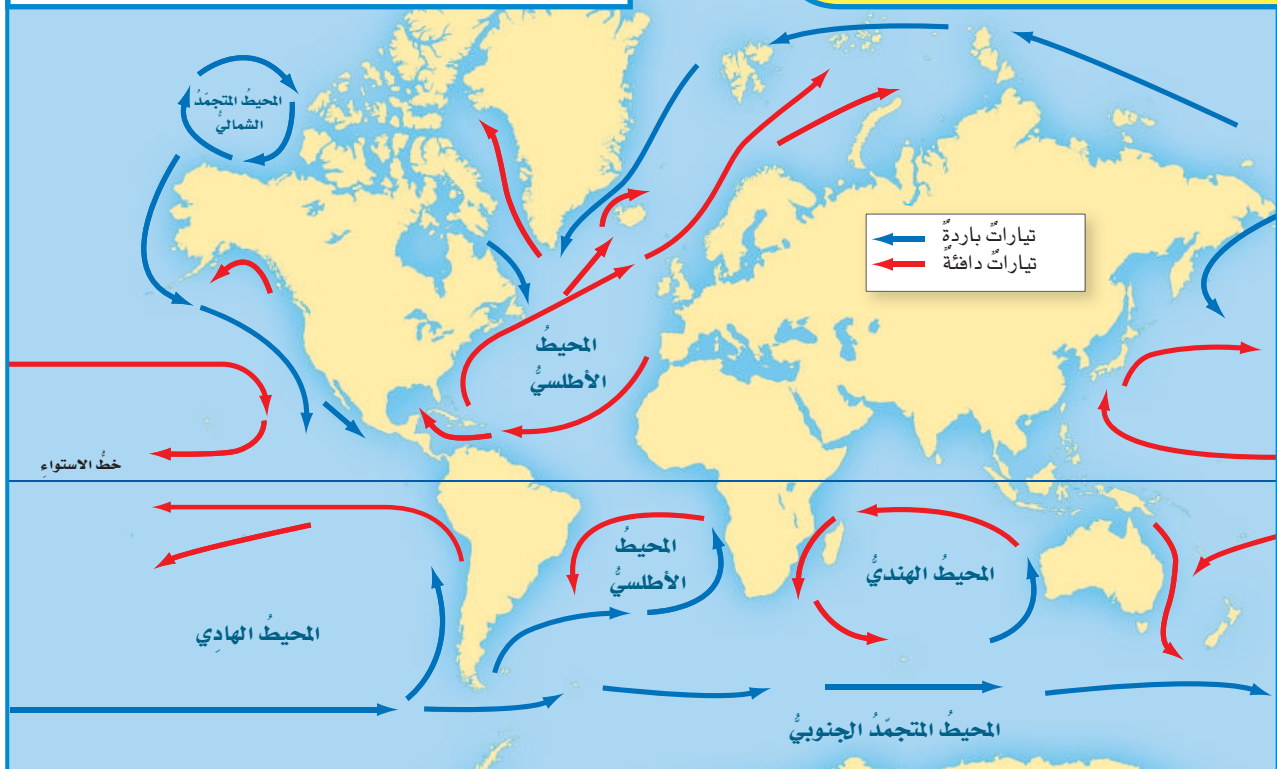 المحيطُ المتجمّدُ
الشماليُّ
تياراتٌ باردةٌ
تياراتٌ دافئةٌ
المحيطُ
الأطلسيُّ
خطُّ الاستواءِ
المحيطُ
الأطلسيُّ
المحيطُ الهنديُّ
المحيطُ الهادِي
المحيطُ المتجمّدُ الجنوبيُّ